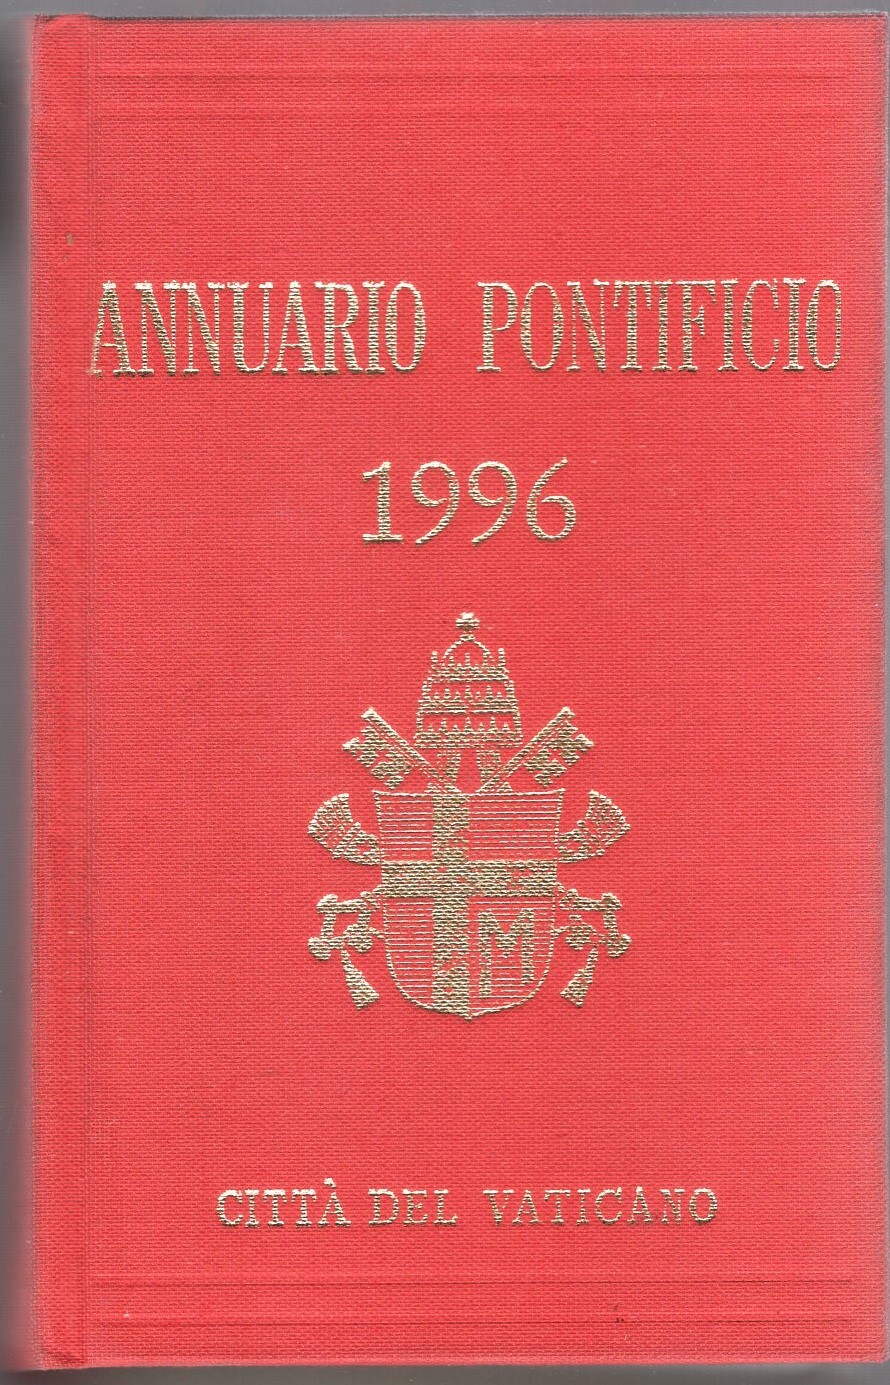 ANNUARIO PONTIFICIO
1996
M
CITTÀ DEL VATICANO